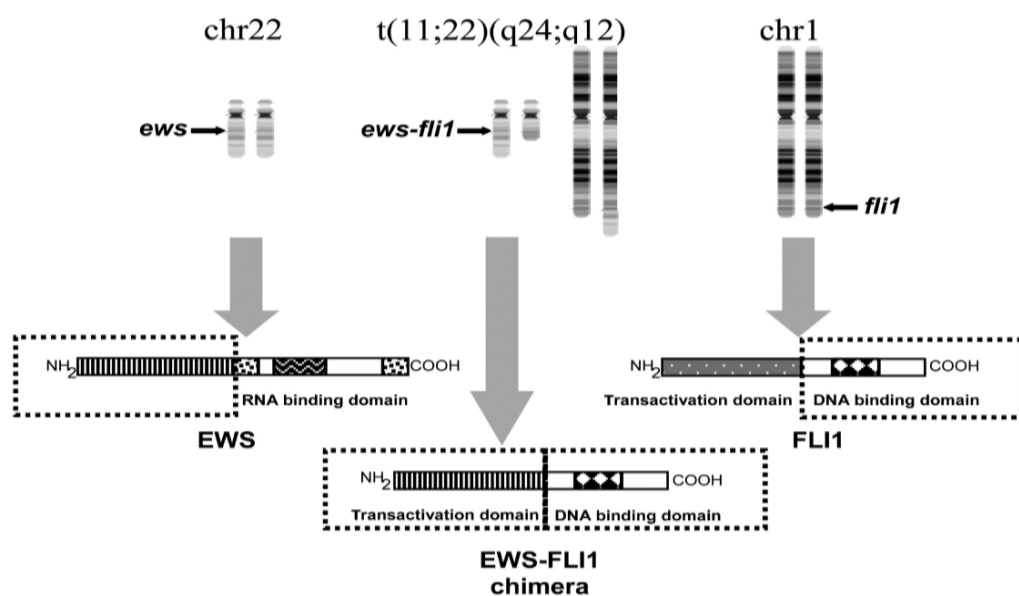 chr22
t(11;22)(q24;q12)
chr1
ews
ews-fli1
fli1
NH2
COOH
RNA binding domain
EWS
NH2
COOH
Transactivation domain
DNA binding domain
FLI1
NH2
COOH
Transactivation domain
DNA binding domain
EWS-FLI1
chimera